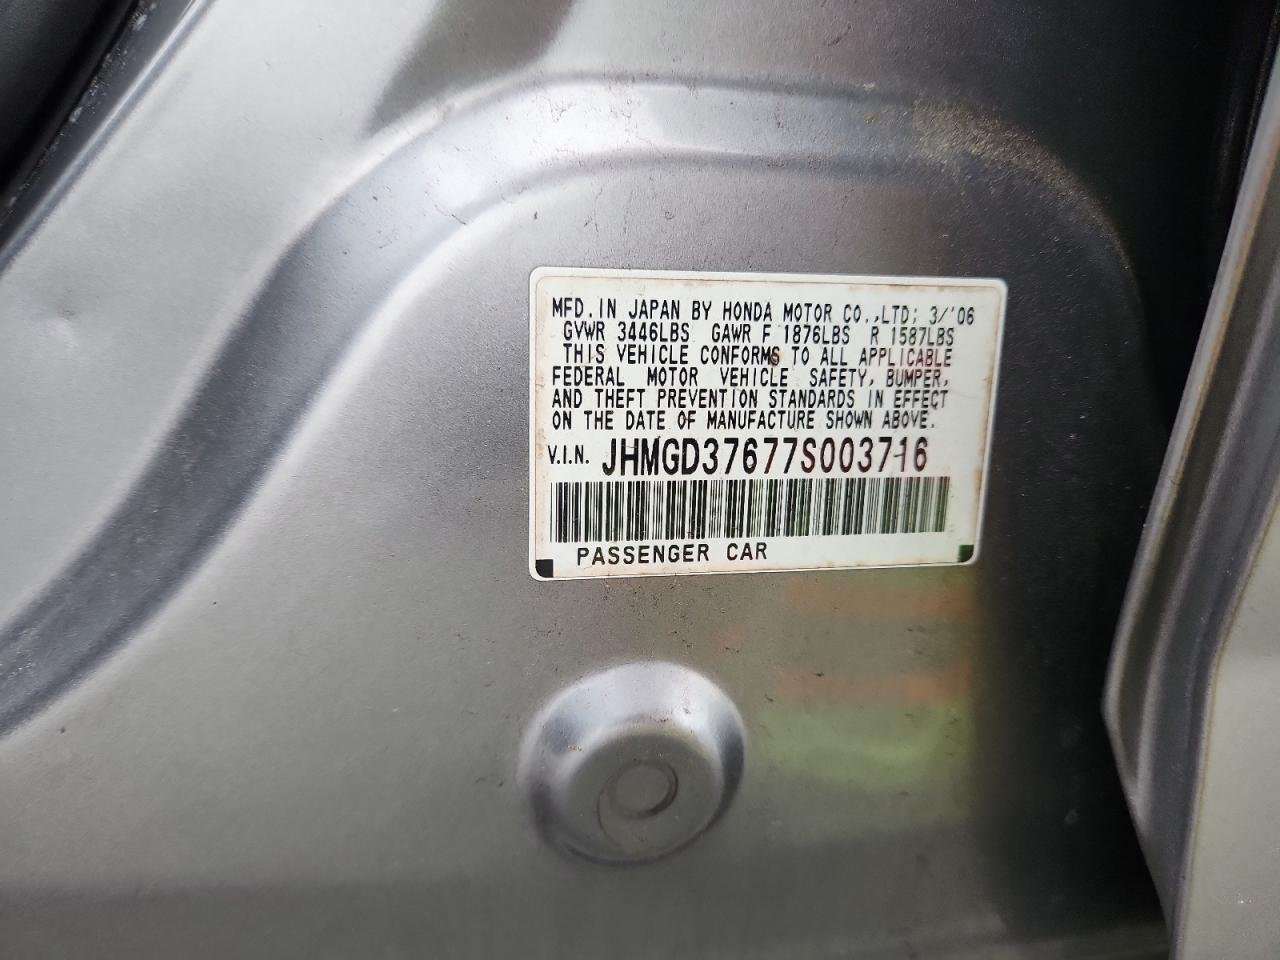 MFD. IN JAPAN BY HONDA MOTOR CO.,LTD; 3/'06
GVWR 3446LBS GAWR F 1876LBS R 1587LBS
THIS VEHICLE CONFORMS TO ALL APPLICABLE
FEDERAL MOTOR VEHICLE SAFETY, BUMPER,
AND THEFT PREVENTION STANDARDS IN EFFECT
ON THE DATE OF MANUFACTURE SHOWN ABOVE.
V.I.N. JHMGD37677S003716
PASSENGER CAR